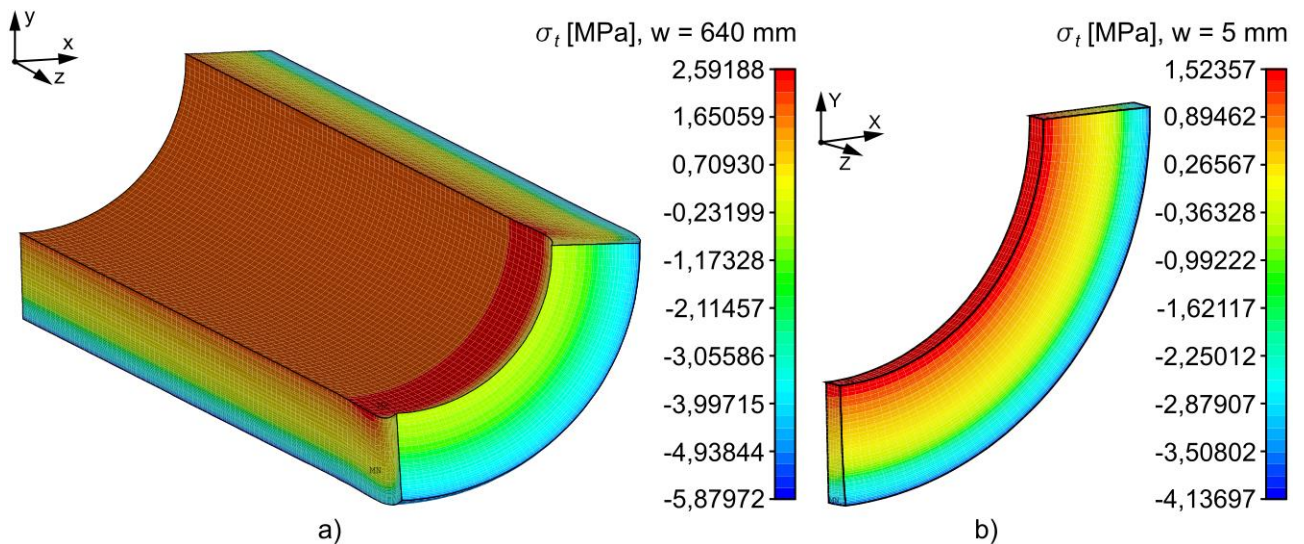 y
x
z
σt [MPa], w = 640 mm
2,59188
1,65059
0,70930
-0,23199
-1,17328
-2,11457
-3,05586
-3,99715
-4,93844
-5,87972
MN
a)
σt [MPa], w = 5 mm
Y
X
Z
1,52357
0,89462
0,26567
-0,36328
-0,99222
-1,62117
-2,25012
-2,87907
-3,50802
-4,13697
b)